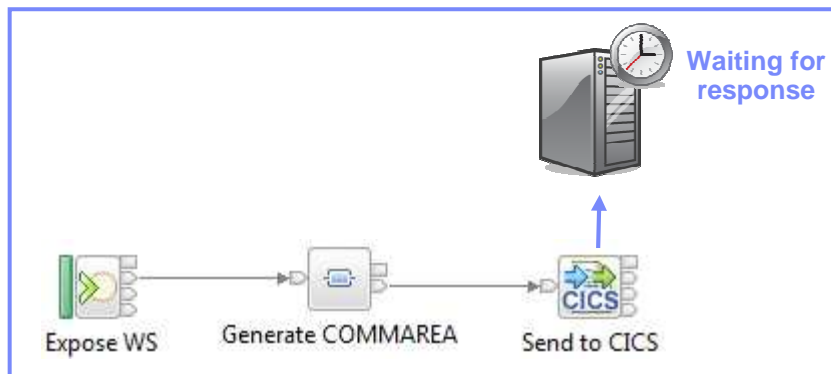 Waiting for
response
CICS
Expose WS
Generate COMMAREA
Send to CICS